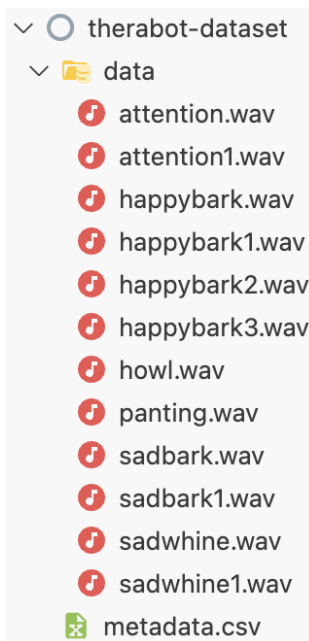 therabot-dataset
data
attention.wav
attention1.wav
happybark.wav
happybark1.wav
happybark2.wav
happybark3.wav
howl.wav
panting.wav
sadbark.wav
sadbark1.wav
sadwhine.wav
sadwhine1.wav
metadata.csv